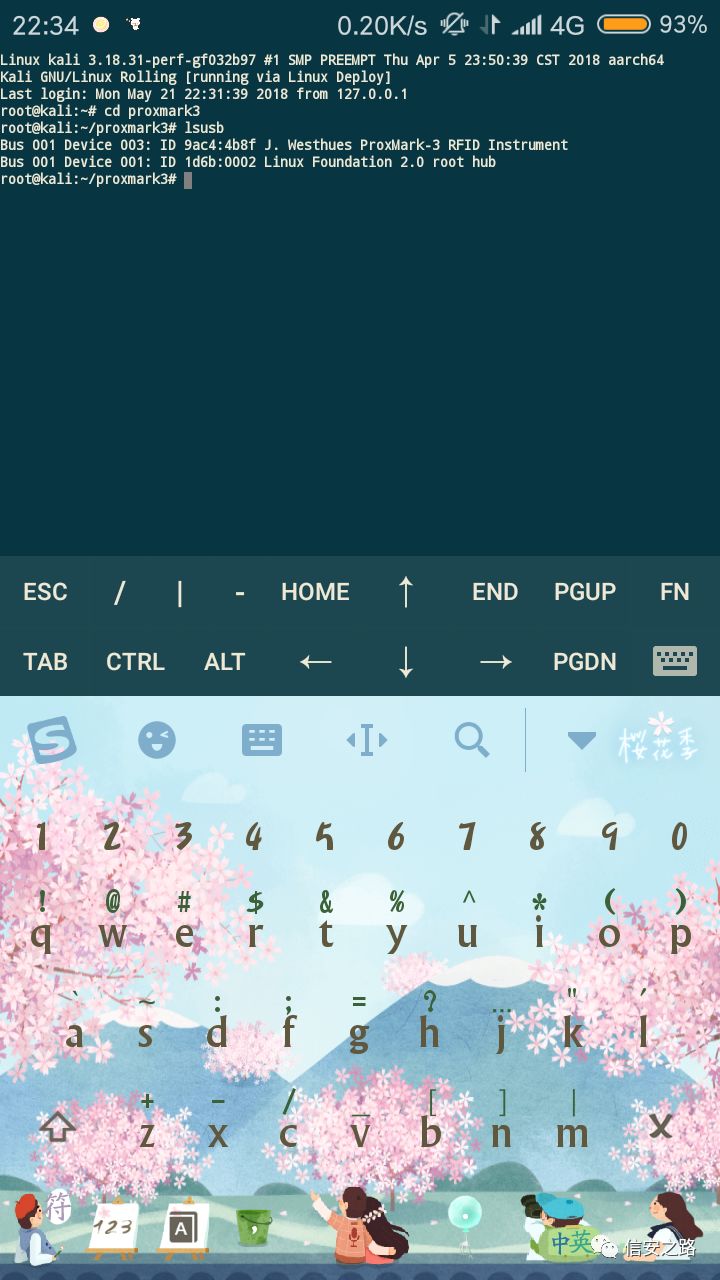 22:34 0.20K/s 4G 93%
Linux kali 3.18.31-perf-gf032b97 #1 SMP PREEMPT Thu Apr 5 23:50:39 CST 2018 aarch64
Kali GNU/Linux Rolling [running via Linux Deploy]
Last login: Mon May 21 22:31:39 2018 from 127.0.0.1
root@kali:~# cd proxmark3
root@kali:~/proxmark3# lsusb
Bus 001 Device 003: ID 9ac4:4b8f J. Westhues ProxMark-3 RFID Instrument
Bus 001 Device 001: ID 1d6b:0002 Linux Foundation 2.0 root hub
root@kali:~/proxmark3#
ESC / | - HOME ↑ END PGUP FN
TAB CTRL ALT ← ↓ → PGDN
S 樱花季
1 2 3 4 5 6 7 8 9 0
! @ # $ & % ^ * ( )
q w e r t y u i o p
` ~ : ; = ? … " ′
a s d f g h j k l
+ - / _ [ ] |
z x c v b n m x
符 123 A , 中英 信安之路